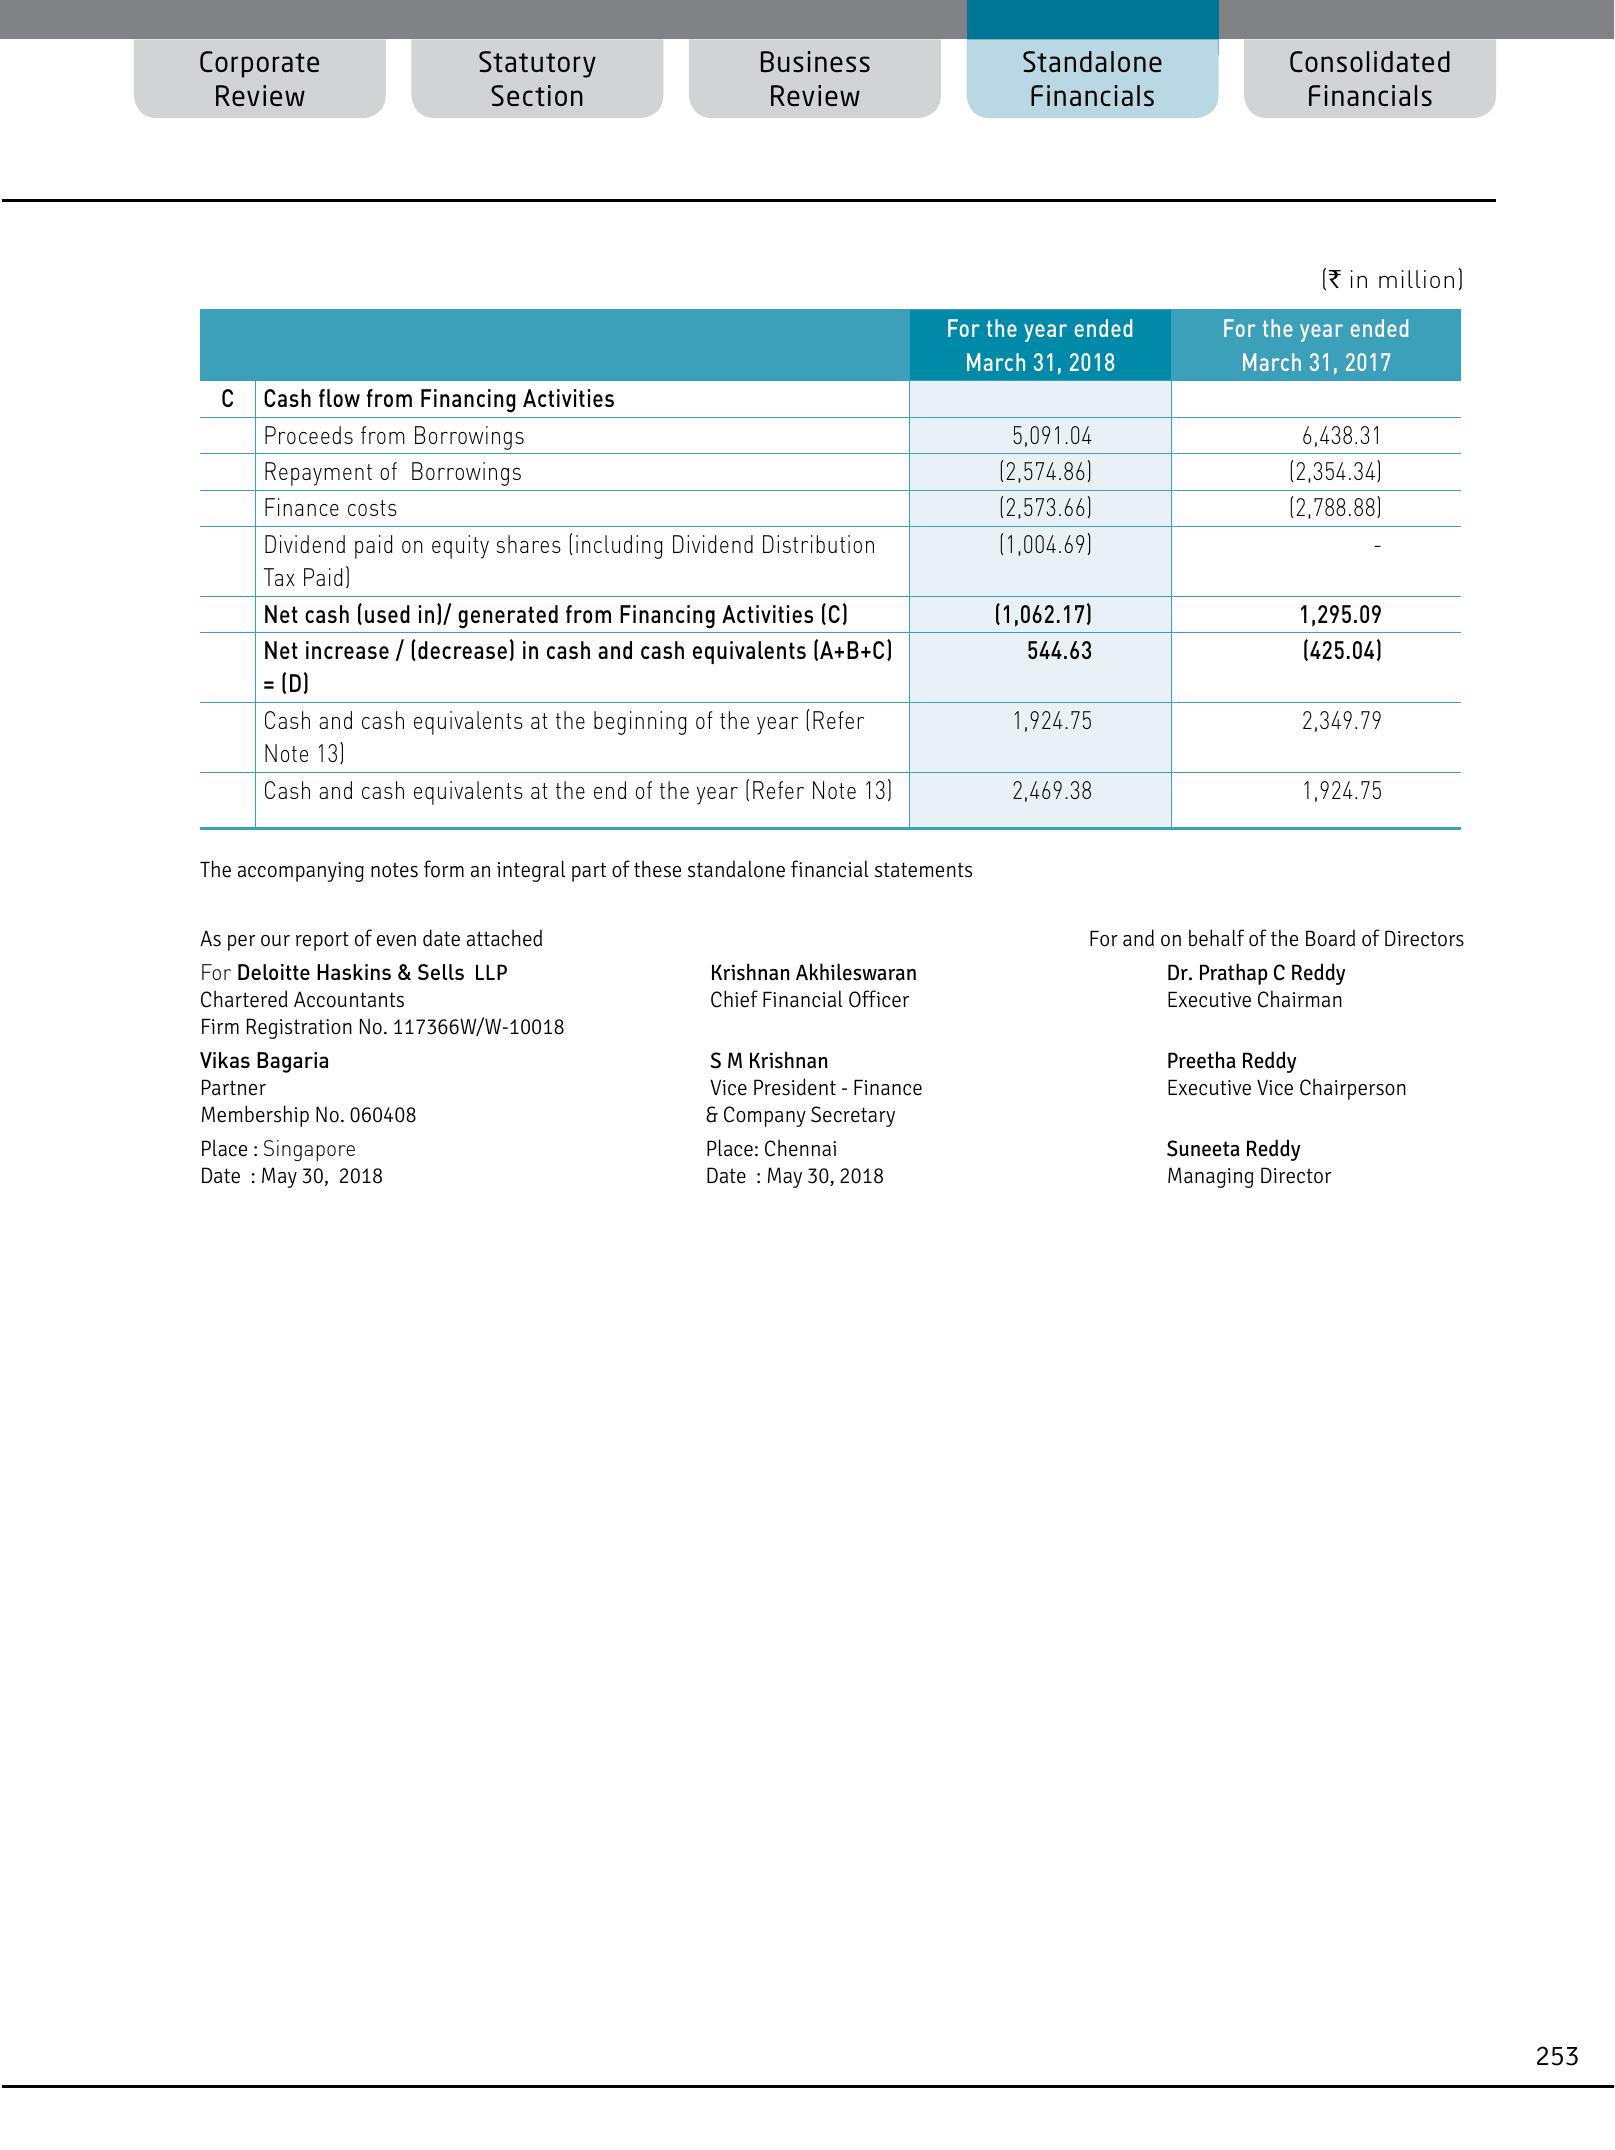 Corporate Review
Statutory Section
Business Review
Standalone Financials
Consolidated Financials
(₹ in million)
For the year ended March 31, 2018
For the year ended March 31, 2017
C Cash flow from Financing Activities
Proceeds from Borrowings 5,091.04 6,438.31
Repayment of Borrowings (2,574.86) (2,354.34)
Finance costs (2,573.66) (2,788.88)
Dividend paid on equity shares (including Dividend Distribution (1,004.69) -
Tax Paid)
Net cash (used in)/ generated from Financing Activities (C) (1,062.17) 1,295.09
Net increase / (decrease) in cash and cash equivalents (A+B+C) 544.63 (425.04)
= (D)
Cash and cash equivalents at the beginning of the year (Refer 1,924.75 2,349.79
Note 13)
Cash and cash equivalents at the end of the year (Refer Note 13) 2,469.38 1,924.75
The accompanying notes form an integral part of these standalone financial statements
As per our report of even date attached For and on behalf of the Board of Directors
For Deloitte Haskins & Sells LLP Krishnan Akhileswaran Dr. Prathap C Reddy
Chartered Accountants Chief Financial Officer Executive Chairman
Firm Registration No. 117366W/W-10018
Vikas Bagaria S M Krishnan Preetha Reddy
Partner Vice President - Finance Executive Vice Chairperson
Membership No. 060408 & Company Secretary
Place : Singapore Place: Chennai Suneeta Reddy
Date : May 30, 2018 Date : May 30, 2018 Managing Director
253